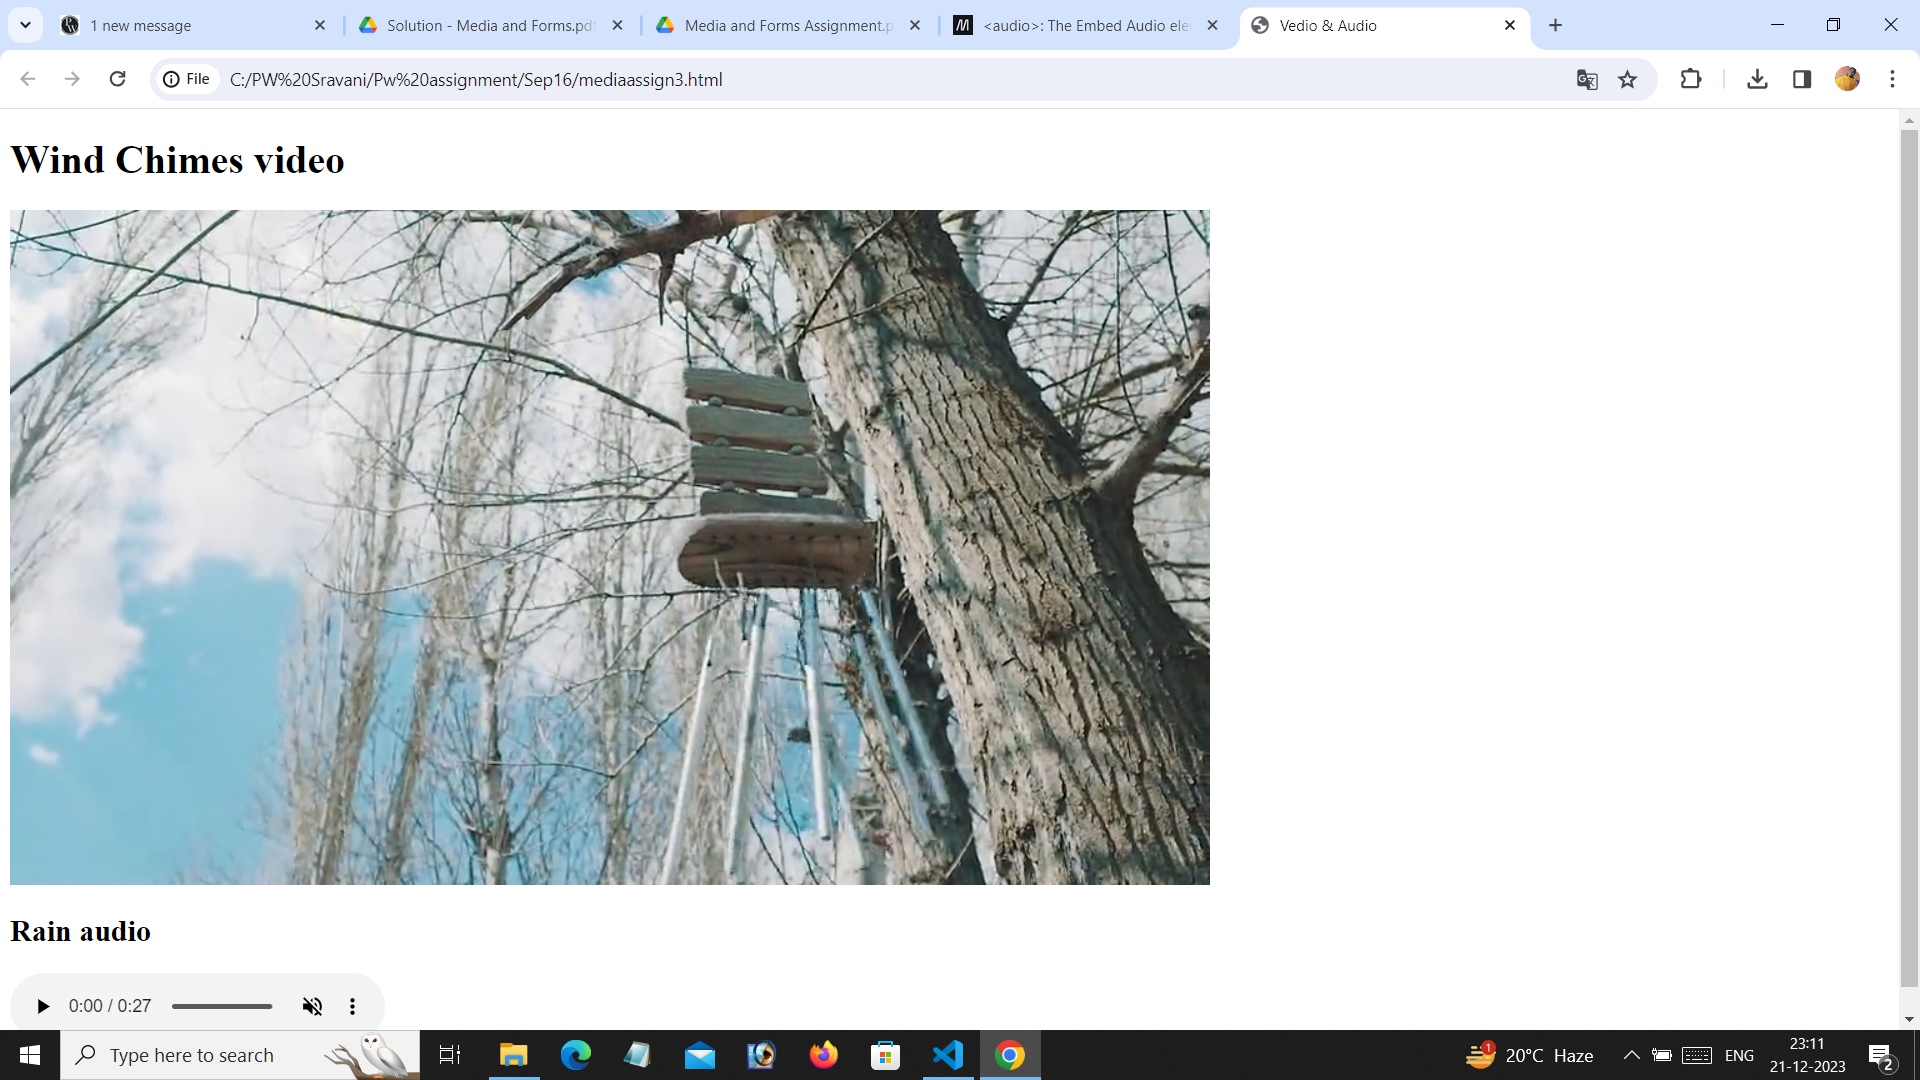 1 new message
Solution - Media and Forms.pdf
Media and Forms Assignment.p
<audio>: The Embed Audio ele
Vedio & Audio
File
C:/PW%20Sravani/Pw%20assignment/Sep16/mediaassign3.html
Wind Chimes video
Rain audio
0:00 / 0:27
Type here to search
1
20°C Haze
ENG
23:11
21-12-2023
2